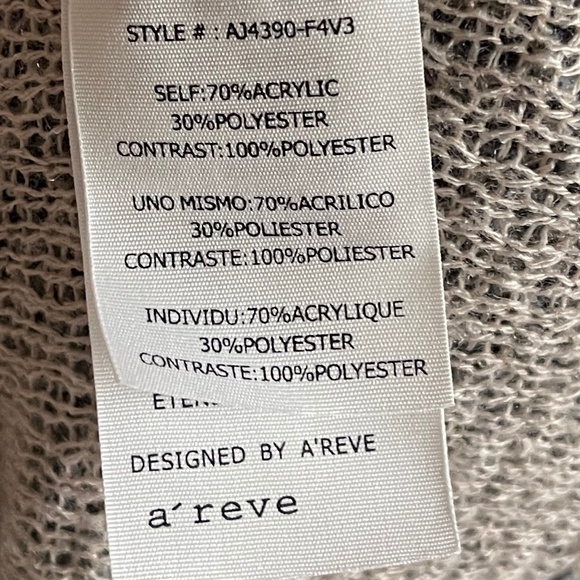 STYLE # : AJ4390-F4V3
SELF:70%ACRYLIC
30%POLYESTER
CONTRAST:100%POLYESTER
UNO MISMO:70%ACRILICO
30%POLIESTER
CONTRASTE:100%POLIESTER
INDIVIDU:70%ACRYLIQUE
30%POLYESTER
CONTRASTE:100%POLYESTER
DESIGNED BY A'REVE
a´reve